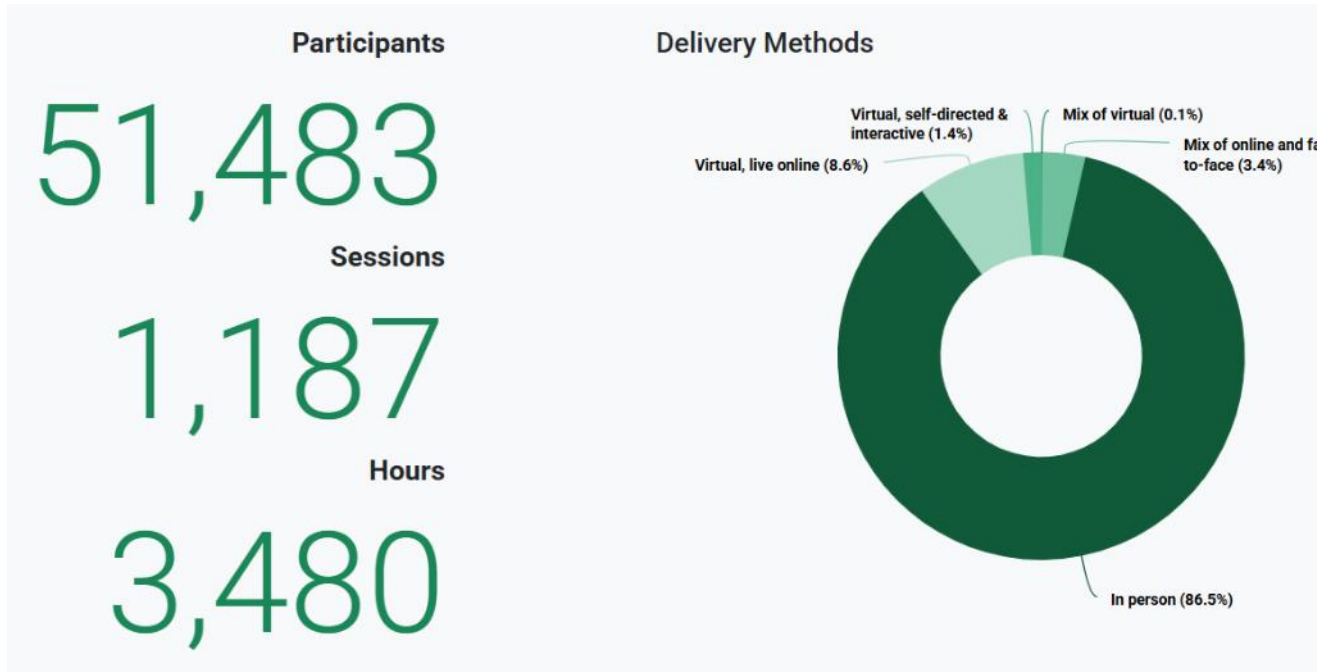 Participants
51,483
Sessions
1,187
Hours
3,480
Delivery Methods
Virtual, self-directed &
interactive (1.4%)
Mix of virtual (0.1%)
Mix of online and fa
to-face (3.4%)
Virtual, live online (8.6%)
In person (86.5%)